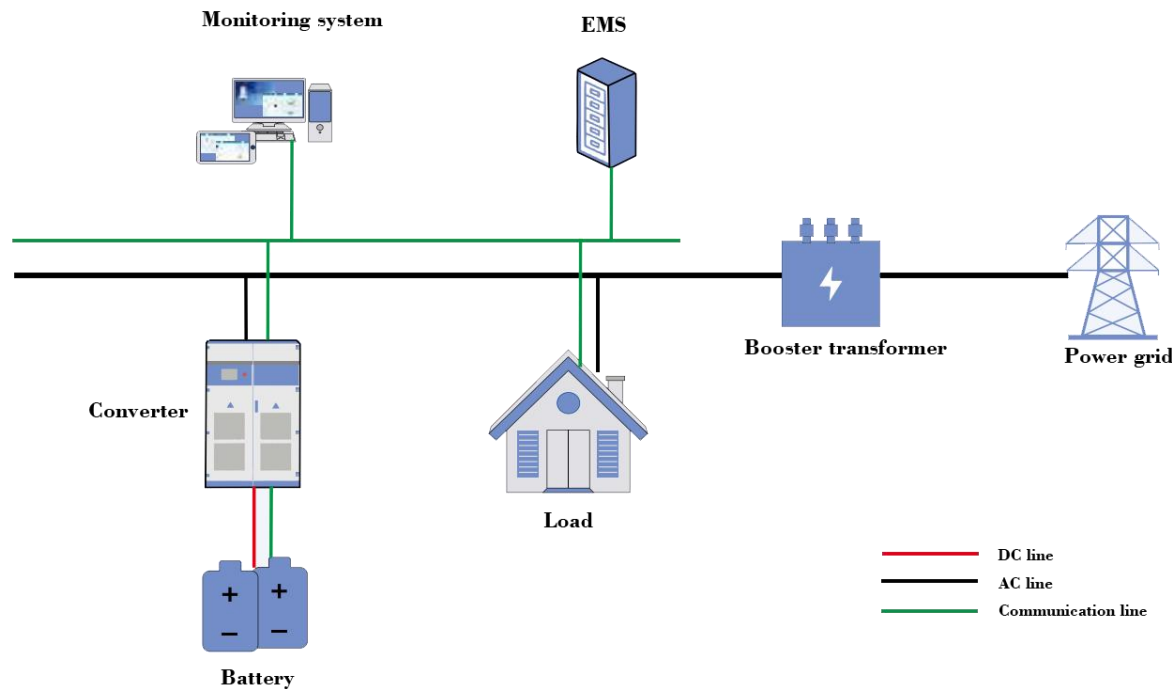 Monitoring system
EMS
Booster transformer
Power grid
Converter
Load
Battery
DC line
AC line
Communication line